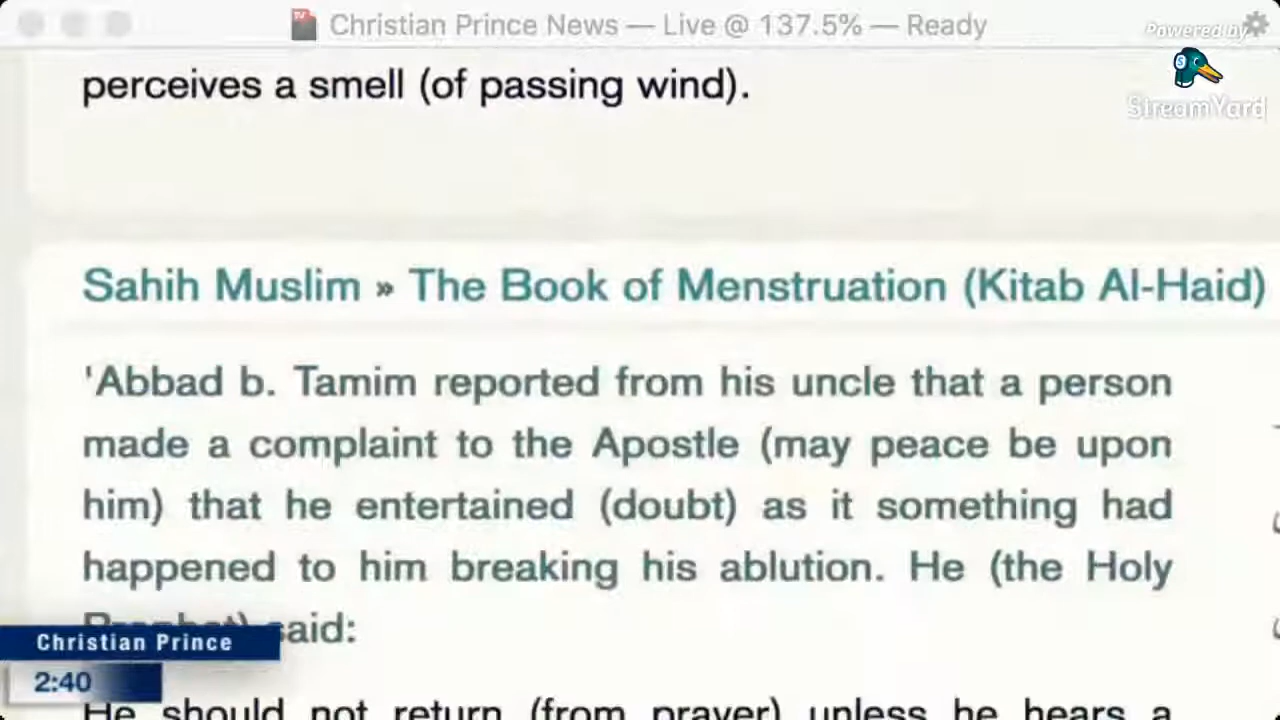 Christian Prince News — Live @ 137.5% — Ready
Powered by
StreamYard
perceives a smell (of passing wind).
Sahih Muslim » The Book of Menstruation (Kitab Al-Haid)
'Abbad b. Tamim reported from his uncle that a person
made a complaint to the Apostle (may peace be upon
him) that he entertained (doubt) as it something had
happened to him breaking his ablution. He (the Holy
Prophet) said:
Christian Prince
2:40
He should not return (from prayer) unless he hears a